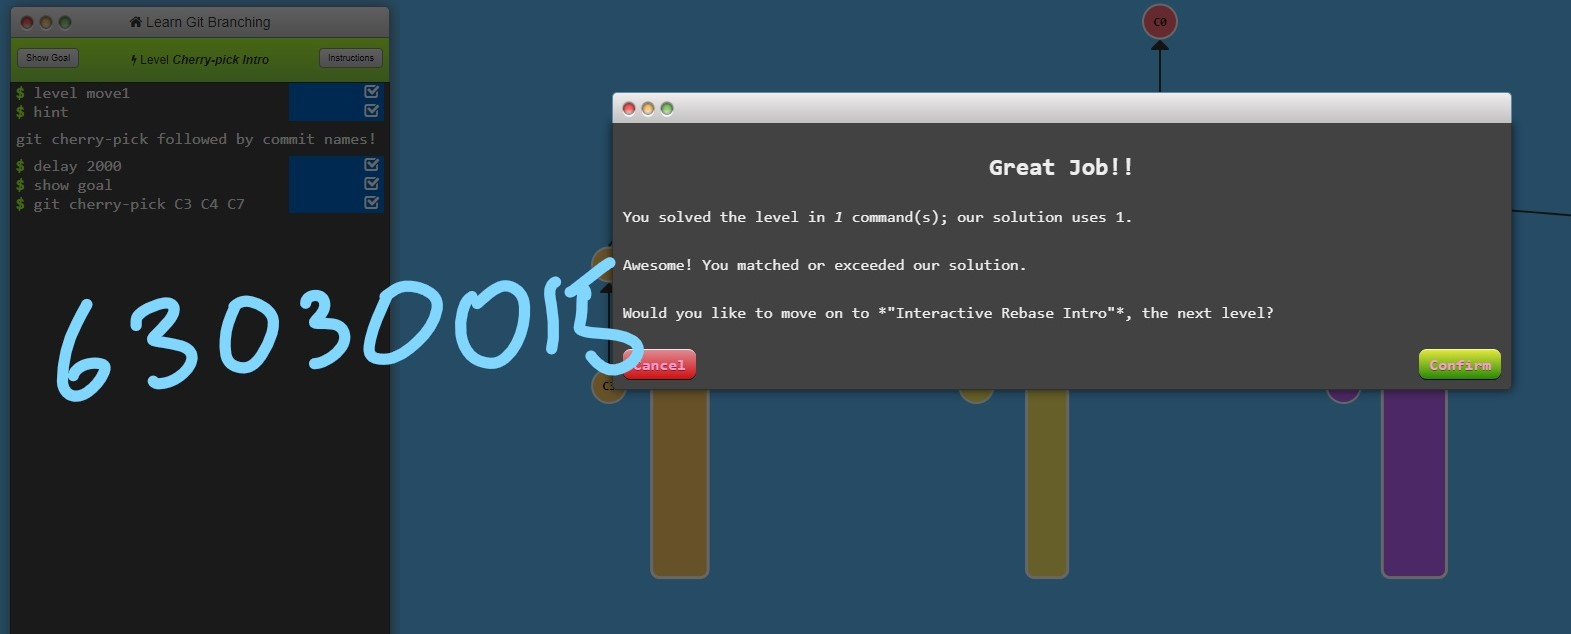 Learn Git Branching
Show Goal
Level Cherry-pick Intro
Instructions
$ level move1
$ hint
git cherry-pick followed by commit names!
$ delay 2000
$ show goal
$ git cherry-pick C3 C4 C7
63030015
C0
Great Job!!
You solved the level in 1 command(s); our solution uses 1.
Awesome! You matched or exceeded our solution.
Would you like to move on to *"Interactive Rebase Intro"*, the next level?
Cancel
Confirm